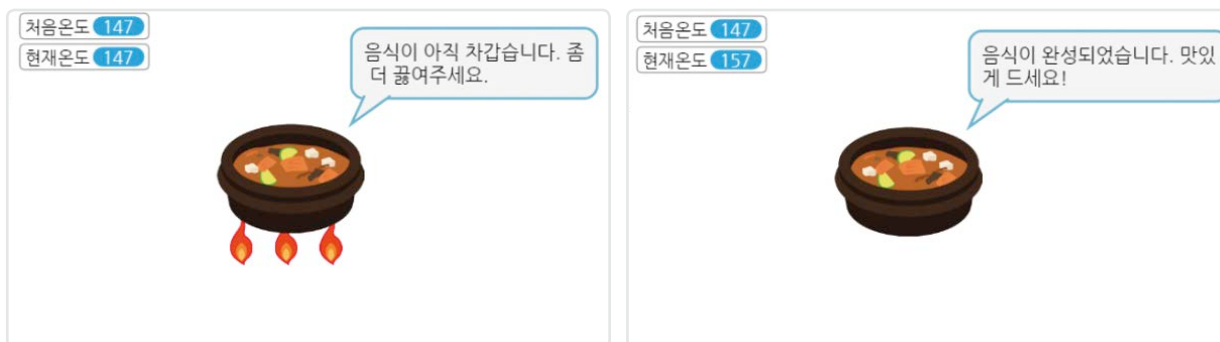 처음온도 147
현재온도 147
음식이 아직 차갑습니다. 좀
더 끓여주세요.
처음온도 147
현재온도 157
음식이 완성되었습니다. 맛있
게 드세요!